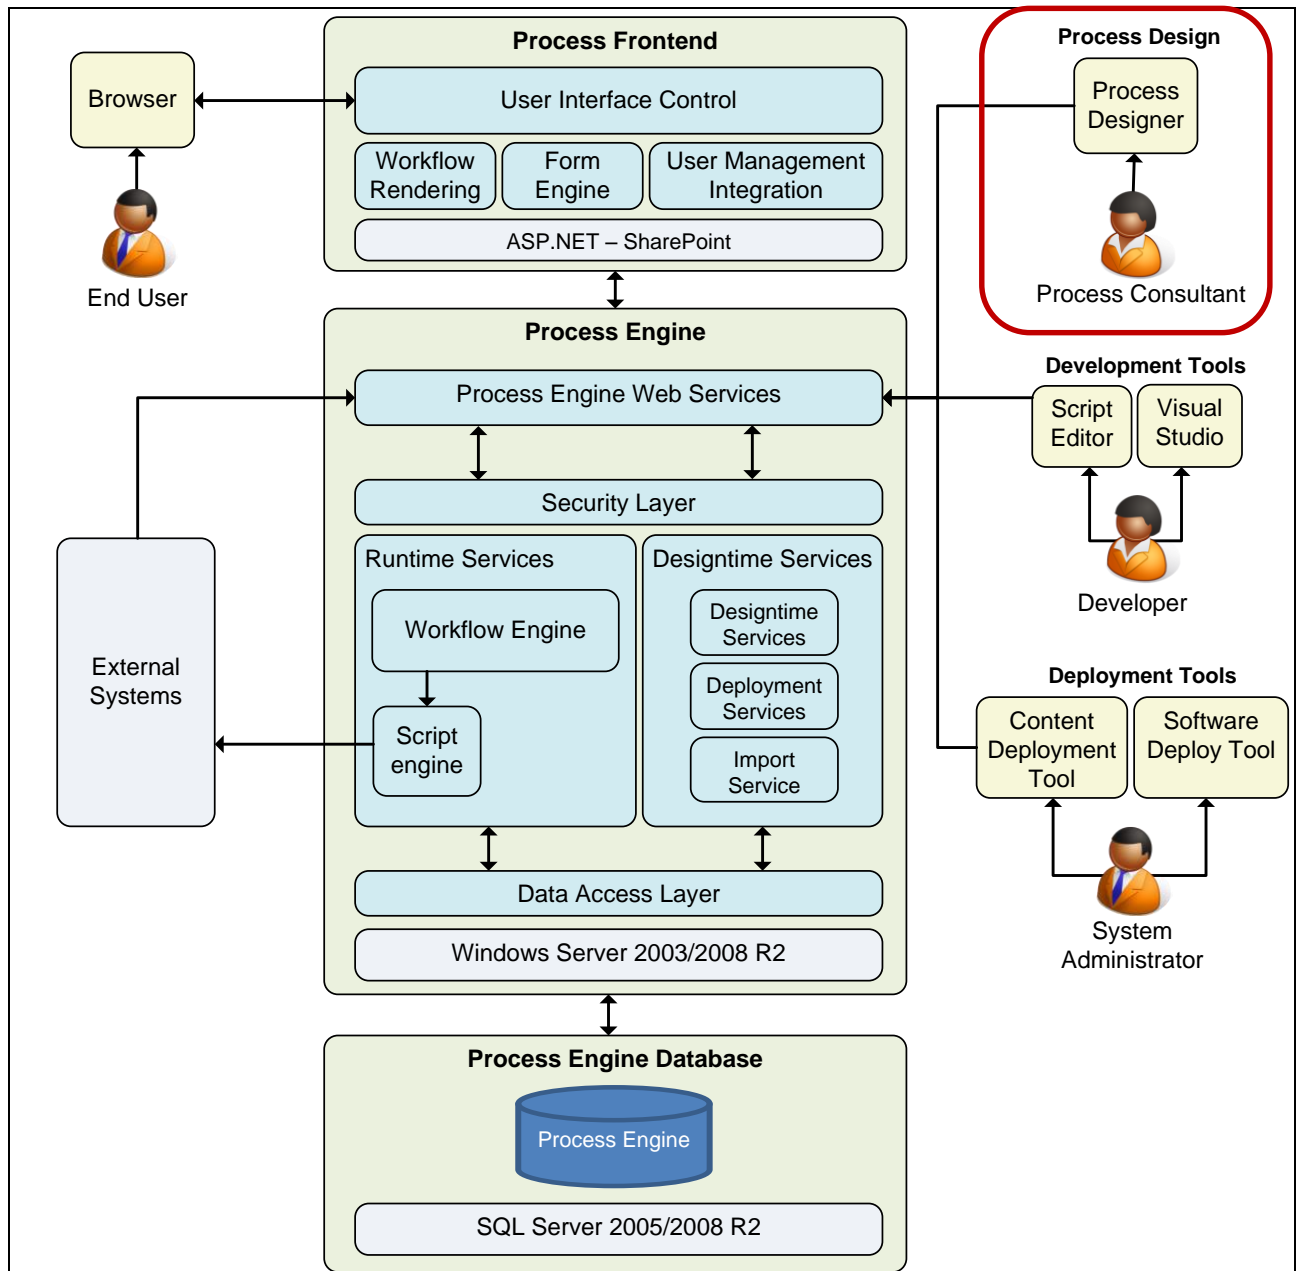 Process Frontend
Browser
User Interface Control
Workflow
Rendering
Form
Engine
User Management
Integration
ASP.NET – SharePoint
End User
Process Design
Process
Designer
Process Consultant
Process Engine
Process Engine Web Services
Security Layer
Runtime Services
Workflow Engine
Script
engine
Designtime Services
Designtime
Services
Deployment
Services
Import
Service
Data Access Layer
Windows Server 2003/2008 R2
External
Systems
Development Tools
Script
Editor
Visual
Studio
Developer
Deployment Tools
Content
Deployment
Tool
Software
Deploy Tool
System
Administrator
Process Engine Database
Process Engine
SQL Server 2005/2008 R2